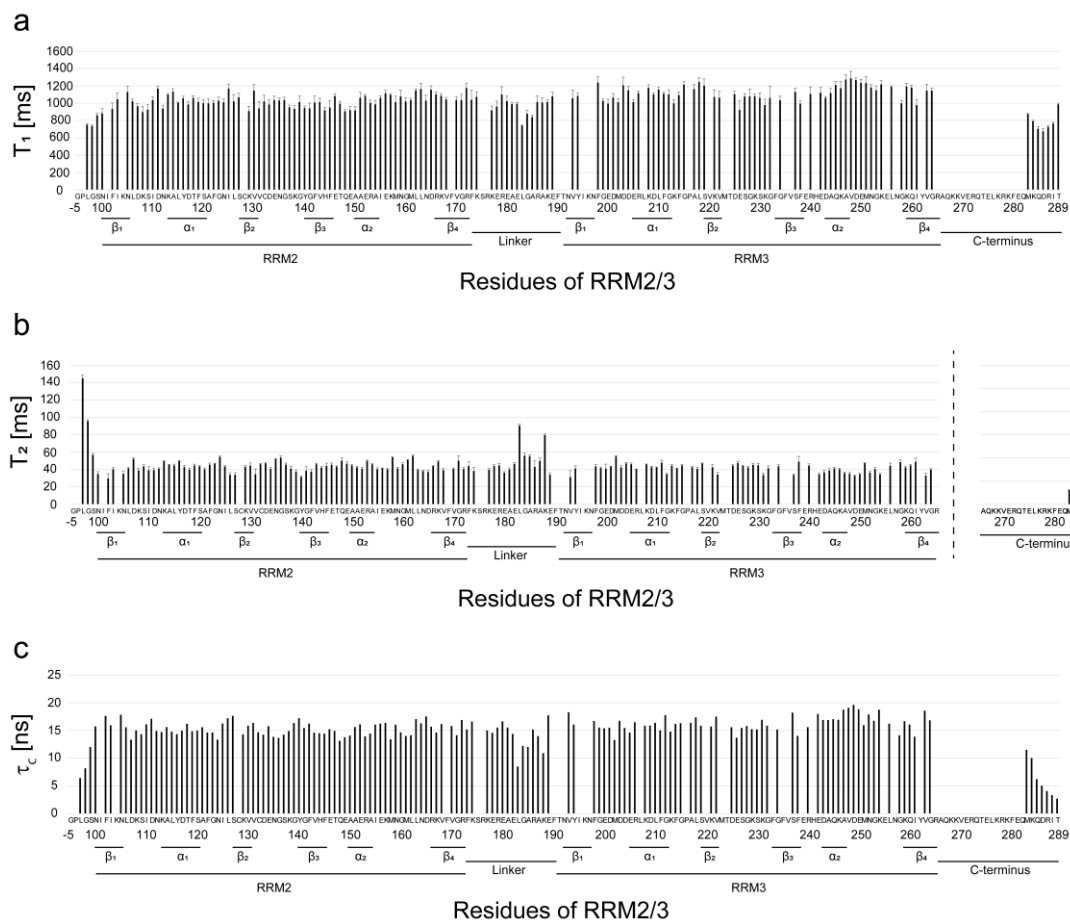 a
1600
1400
1200
1000
800
600
400
200
0
T₁ [ms]
GPLGSNIFIKNLDKSIDNKALYDTFSAFGNILSCKVVCDENGSKGYGFVHFETQEAAERAIEKMNGMLLNDRKVFVGRFKSRKEREAELGARAKEFTNVYIKNFGEDMDDERLKDLFGKFGPALSVKVMTDESGKSKGFGFVSFERHEDAQKAVDEMNGKELNGKQIYVGRAQKKVERQTELKRKFEQMKQDRIT
-5 100 110 120 130 140 150 160 170 180 190 200 210 220 230 240 250 260 270 280 289
β₁ α₁ β₂ β₃ α₂ β₄ Linker β₁ α₁ β₂ β₃ α₂ β₄ C-terminus
RRM2 RRM3
Residues of RRM2/3
b
160
140
120
100
80
60
40
20
0
T₂ [ms]
GPLGSNIFIKNLDKSIDNKALYDTFSAFGNILSCKVVCDENGSKGYGFVHFETQEAAERAIEKMNGMLLNDRKVFVGRFKSRKEREAELGARAKEFTNVYIKNFGEDMDDERLKDLFGKFGPALSVKVMTDESGKSKGFGFVSFERHEDAQKAVDEMNGKELNGKQIYVGR AQKKVERQTELKRKFEQM
-5 100 110 120 130 140 150 160 170 180 190 200 210 220 230 240 250 260 270 280
β₁ α₁ β₂ β₃ α₂ β₄ Linker β₁ α₁ β₂ β₃ α₂ β₄ C-terminu
RRM2 RRM3
Residues of RRM2/3
c
25
20
15
10
5
0
τc [ns]
GPLGSNIFIKNLDKSIDNKALYDTFSAFGNILSCKVVCDENGSKGYGFVHFETQEAAERAIEKMNGMLLNDRKVFVGRFKSRKEREAELGARAKEFTNVYIKNFGEDMDDERLKDLFGKFGPALSVKVMTDESGKSKGFGFVSFERHEDAQKAVDEMNGKELNGKQIYVGRAQKKVERQTELKRKFEQMKQDRIT
-5 100 110 120 130 140 150 160 170 180 190 200 210 220 230 240 250 260 270 280 289
β₁ α₁ β₂ β₃ α₂ β₄ Linker β₁ α₁ β₂ β₃ α₂ β₄ C-terminus
RRM2 RRM3
Residues of RRM2/3